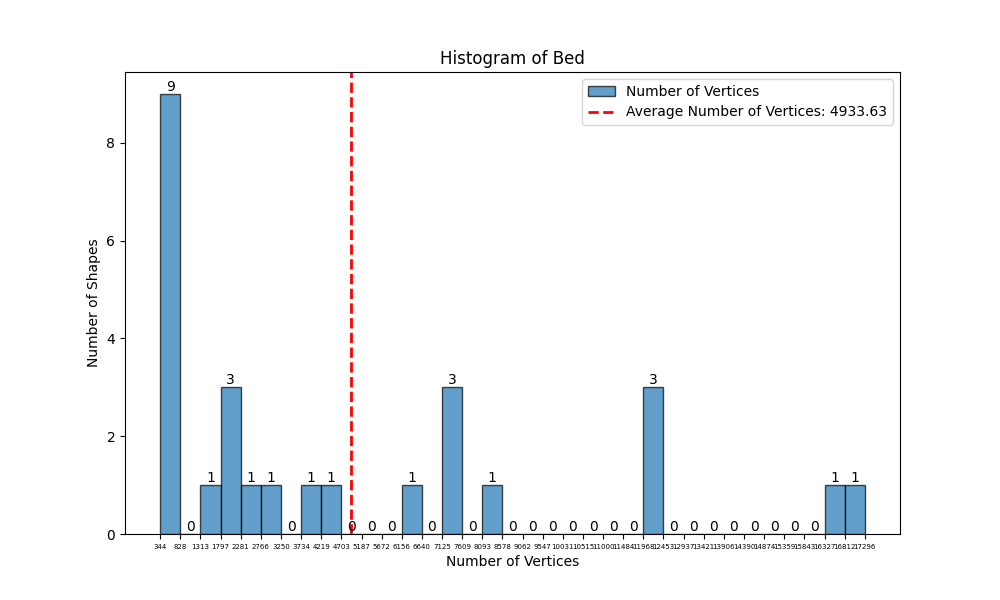 Histogram of Bed
Number of Vertices
Average Number of Vertices: 4933.63
Number of Shapes
8
6
4
2
0
9 0 1 3 1 1 0 1 1 0 0 0 1 0 3 0 1 0 0 0 0 0 0 0 3 0 0 0 0 0 0 0 0 1 1
344 828 1313 1797 2281 2766 3250 3734 4219 4703 5187 5672 6156 6640 7125 7609 8093 8578 9062 9547 10031 10515 11000 11484 11968 12453 12937 13421 13906 14390 14874 15359 15843 16327 16812 17296
Number of Vertices